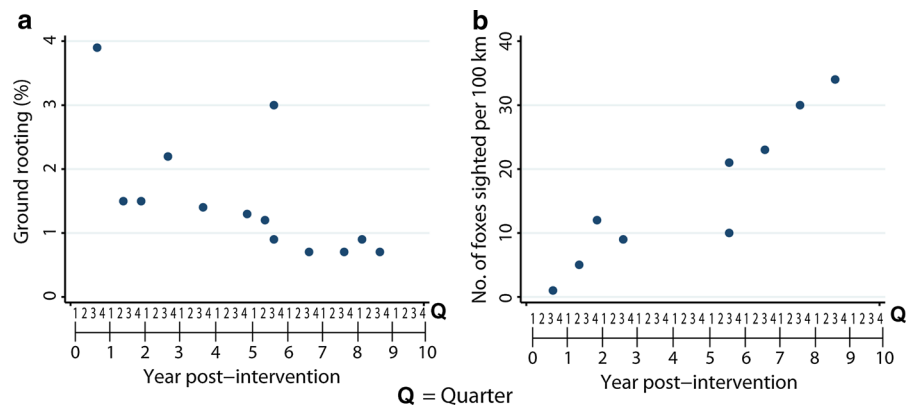 a
Ground rooting (%)
4
3
2
1
0
1 2 3 4 1 2 3 4 1 2 3 4 1 2 3 4 1 2 3 4 1 2 3 4 1 2 3 4 1 2 3 4 1 2 3 4 1 2 3 4 Q
0 1 2 3 4 5 6 7 8 9 10
Year post–intervention
b
No. of foxes sighted per 100 km
40
30
20
10
0
1 2 3 4 1 2 3 4 1 2 3 4 1 2 3 4 1 2 3 4 1 2 3 4 1 2 3 4 1 2 3 4 1 2 3 4 1 2 3 4 Q
0 1 2 3 4 5 6 7 8 9 10
Year post–intervention
Q = Quarter